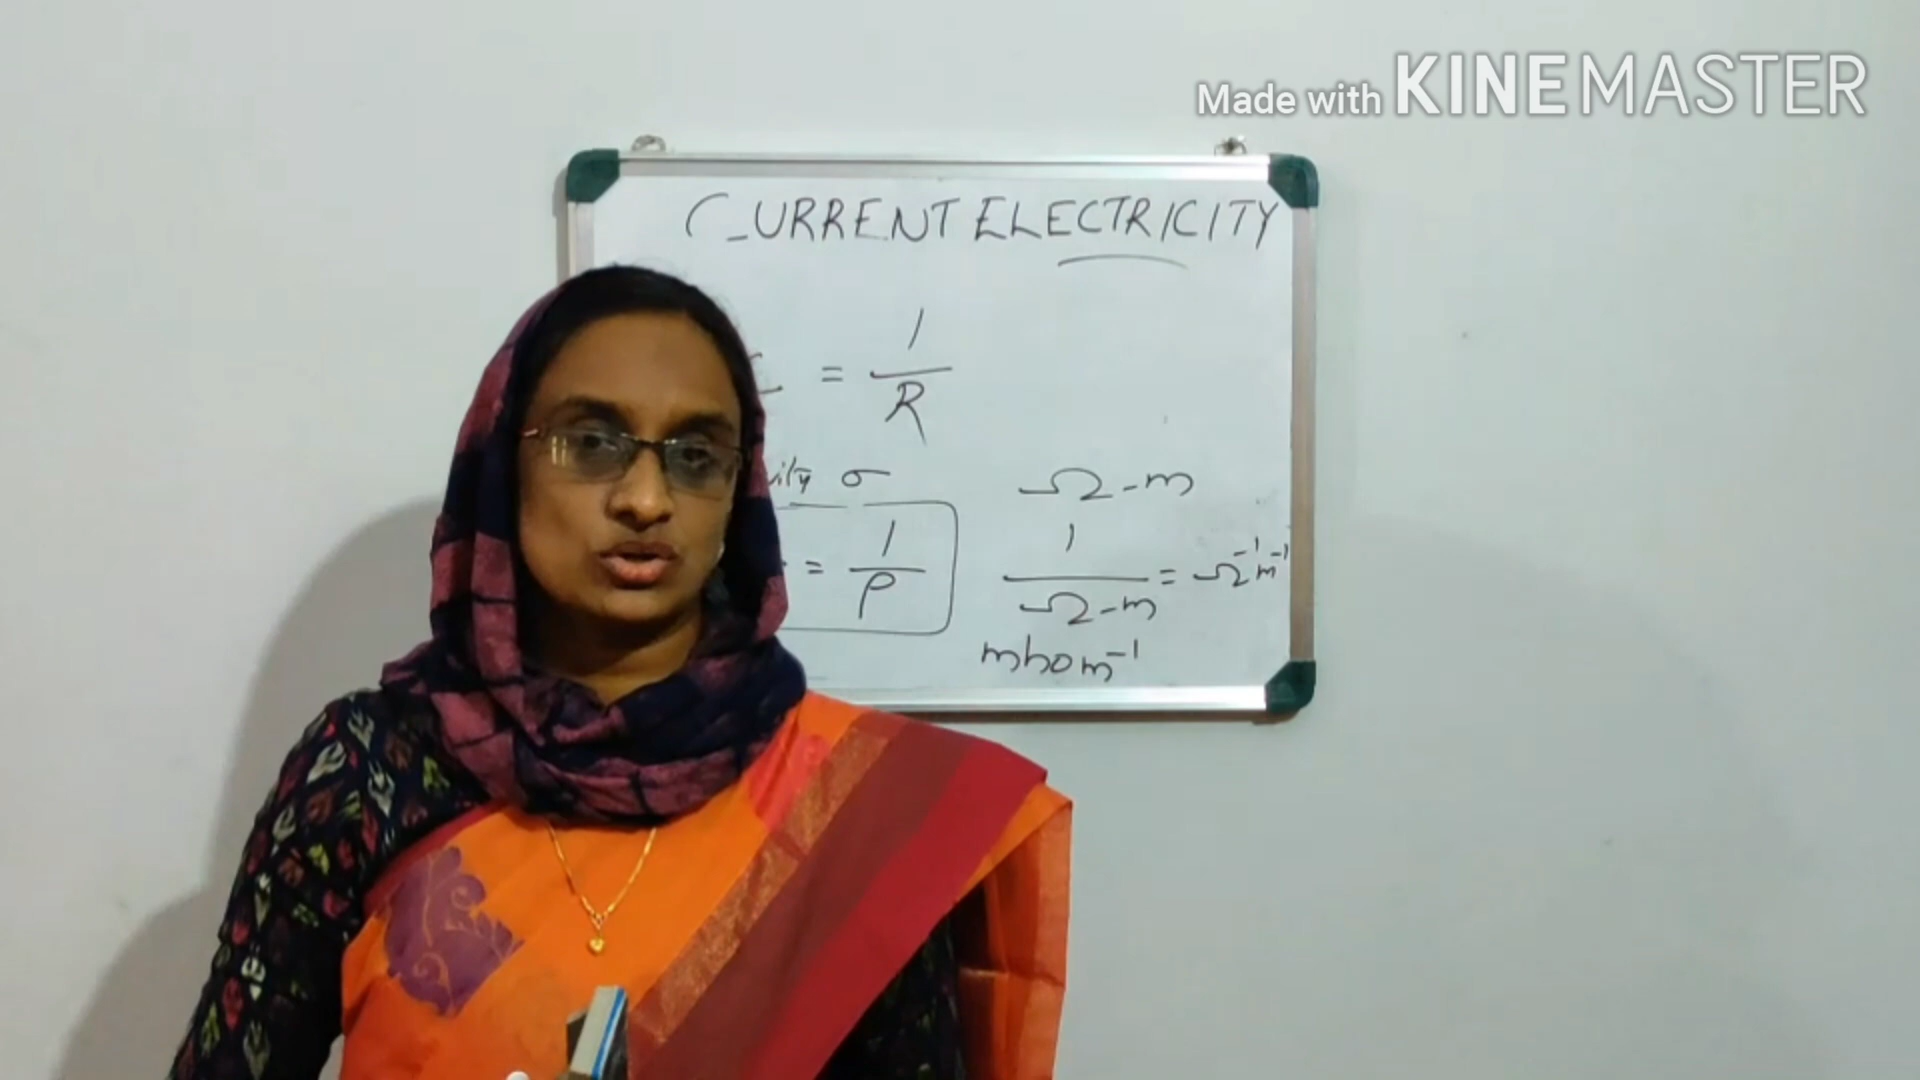 Made with KINEMASTER
CURRENT ELECTRICITY
= 1/R
σ
= 1/ρ
Ω-m
1/Ω-m = Ω⁻¹m⁻¹
mho m⁻¹